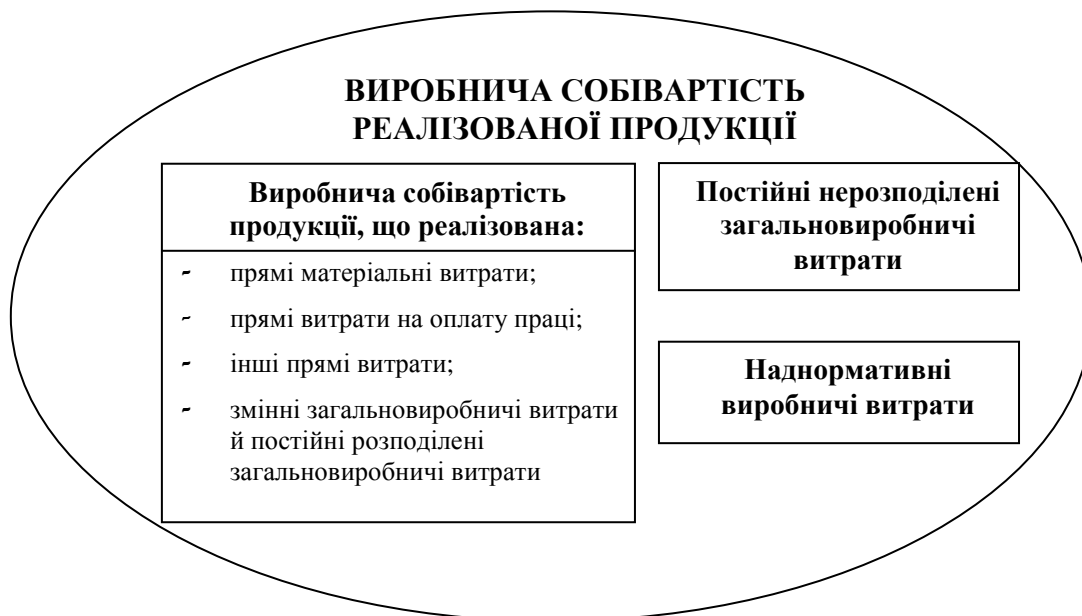 ВИРОБНИЧА СОБІВАРТІСТЬ
РЕАЛІЗОВАНОЇ ПРОДУКЦІЇ
Виробнича собівартість
продукції, що реалізована:
- прямі матеріальні витрати;
- прямі витрати на оплату праці;
- інші прямі витрати;
- змінні загальновиробничі витрати
й постійні розподілені
загальновиробничі витрати
Постійні нерозподілені
загальновиробничі
витрати
Наднормативні
виробничі витрати